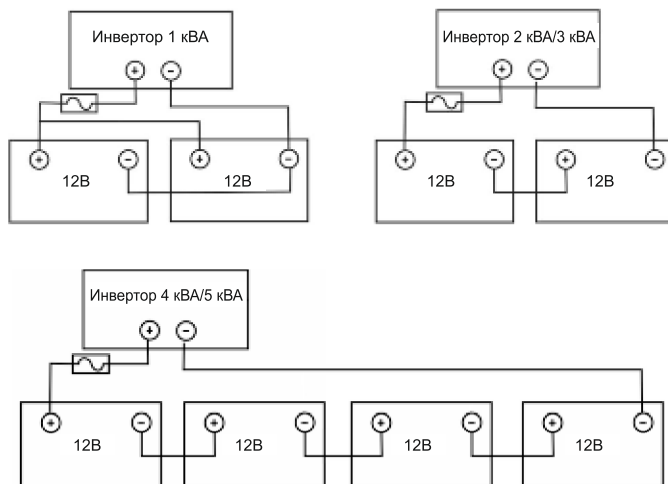 Инвертор 1 кВА
+ −
+ − + −
12В 12В
Инвертор 2 кВА/3 кВА
+ −
+ − + −
12В 12В
Инвертор 4 кВА/5 кВА
+ −
+ − + − + − + −
12В 12В 12В 12В